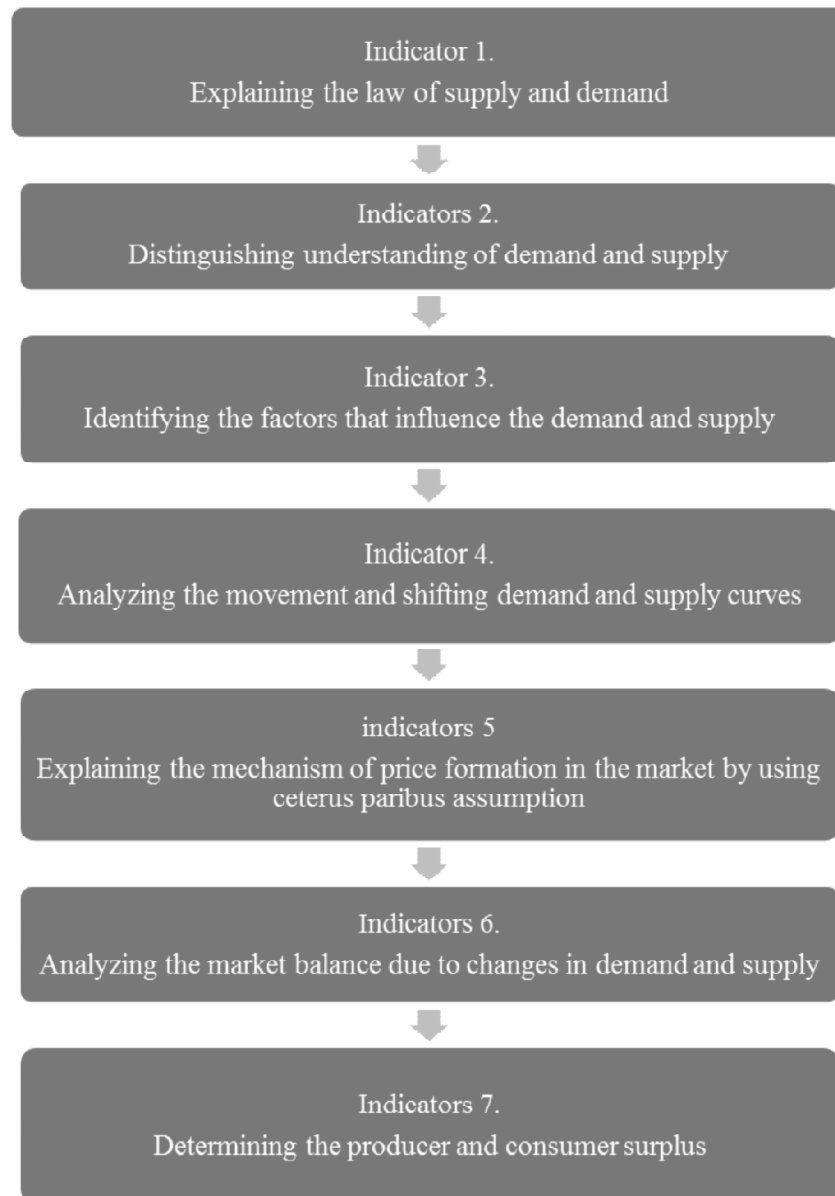 Indicator 1.
Explaining the law of supply and demand
Indicators 2.
Distinguishing understanding of demand and supply
Indicator 3.
Identifying the factors that influence the demand and supply
Indicator 4.
Analyzing the movement and shifting demand and supply curves
indicators 5
Explaining the mechanism of price formation in the market by using
ceterus paribus assumption
Indicators 6.
Analyzing the market balance due to changes in demand and supply
Indicators 7.
Determining the producer and consumer surplus